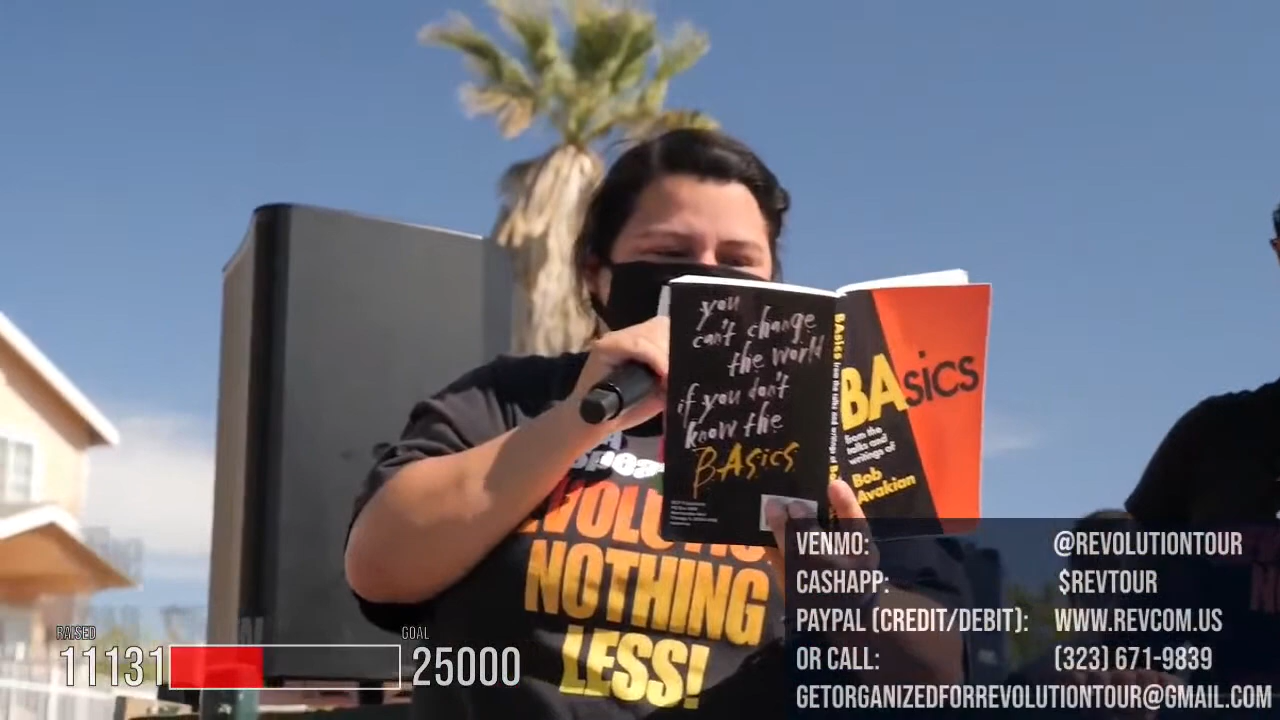 you
can't change
the world
if you don't
know the
BAsics
BAsics from the talks and writings of
BAsics
from the
talks and
writings of
Bob
Avakian
NOTHING
LESS!
RAISED
11131
GOAL
25000
VENMO: @REVOLUTIONTOUR
CASHAPP: $REVTOUR
PAYPAL (CREDIT/DEBIT): WWW.REVCOM.US
OR CALL: (323) 671-9839
GETORGANIZEDFORREVOLUTIONTOUR@GMAIL.COM